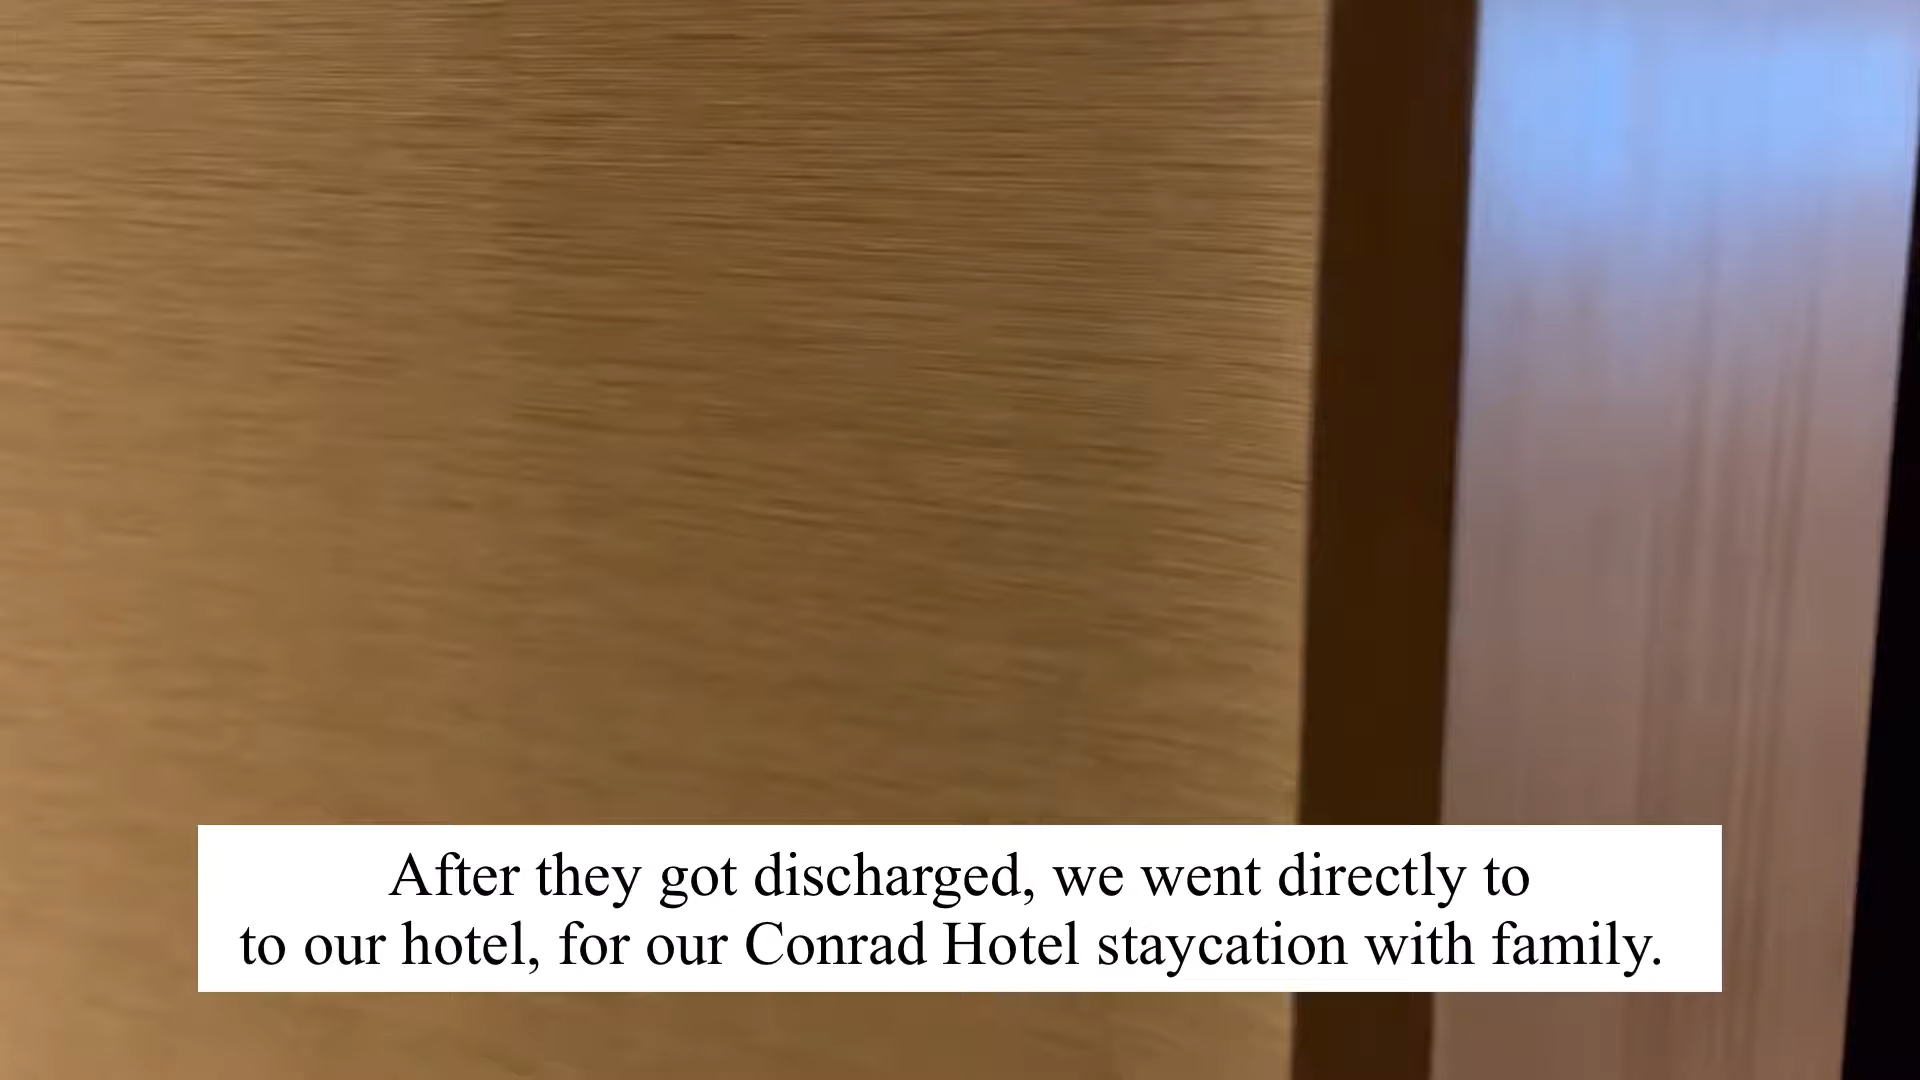 After they got discharged, we went directly to
to our hotel, for our Conrad Hotel staycation with family.